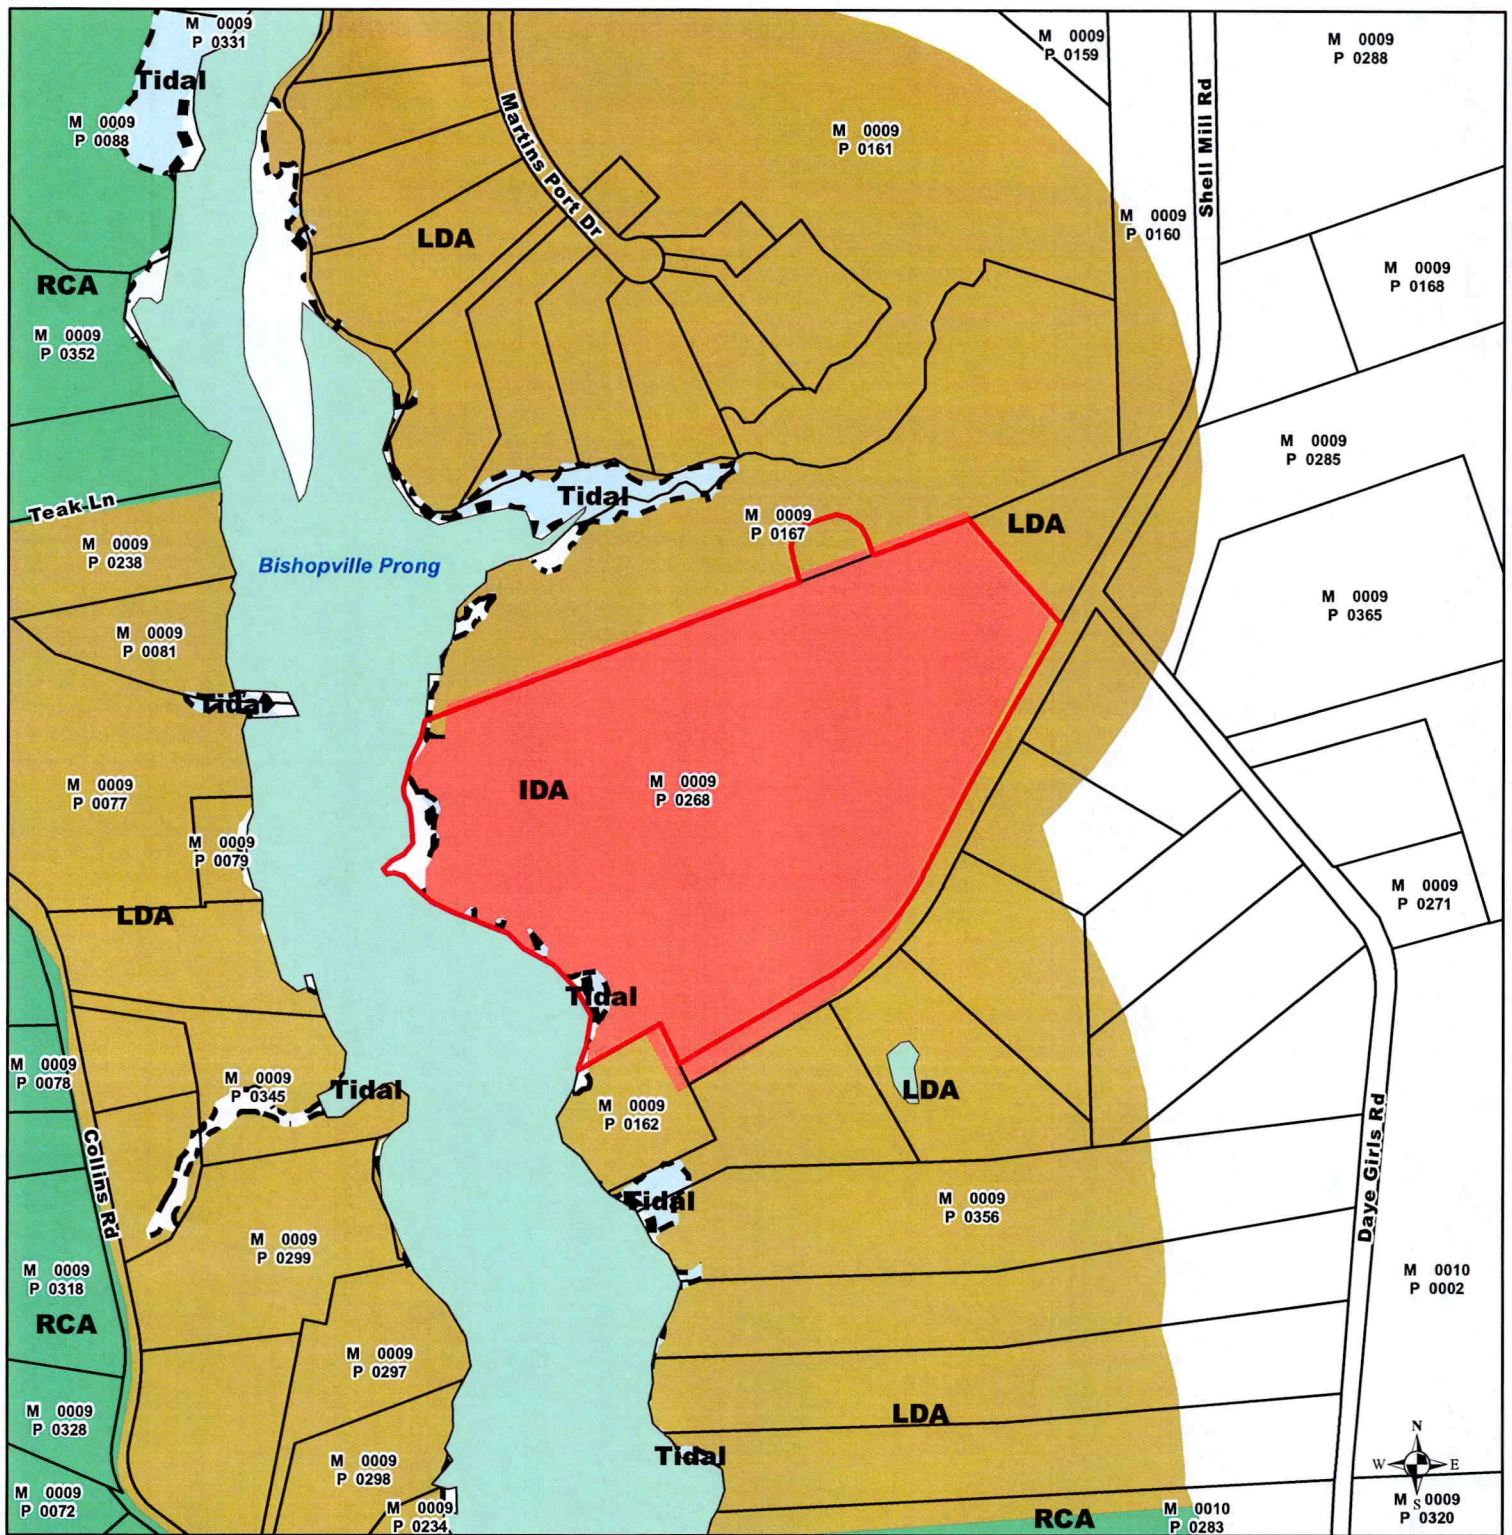 M 0009
P 0331
M 0009
P 0159
M 0009
P 0288
Tidal
M 0009
P 0088
Martins Port Dr
M 0009
P 0161
Shell Mill Rd
M 0009
P 0160
LDA
RCA
M 0009
P 0168
M 0009
P 0352
M 0009
P 0285
Teak Ln
Tidal
M 0009
P 0167
LDA
M 0009
P 0238
Bishopville Prong
M 0009
P 0365
M 0009
P 0081
Tidal
M 0009
P 0077
IDA
M 0009
P 0268
M 0009
P 0079
M 0009
P 0271
LDA
Tidal
M 0009
P 0078
M 0009
P 0345
Tidal
LDA
M 0009
P 0162
Collins Rd
Daye Girls Rd
Tidal
M 0009
P 0356
M 0009
P 0299
M 0009
P 0318
M 0010
P 0002
RCA
M 0009
P 0297
M 0009
P 0328
LDA
N
W E
S
Tidal
M 0009
P 0298
M 0009
P 0072
M 0009
P 0234
RCA
M 0010
P 0283
M 0009
P 0320